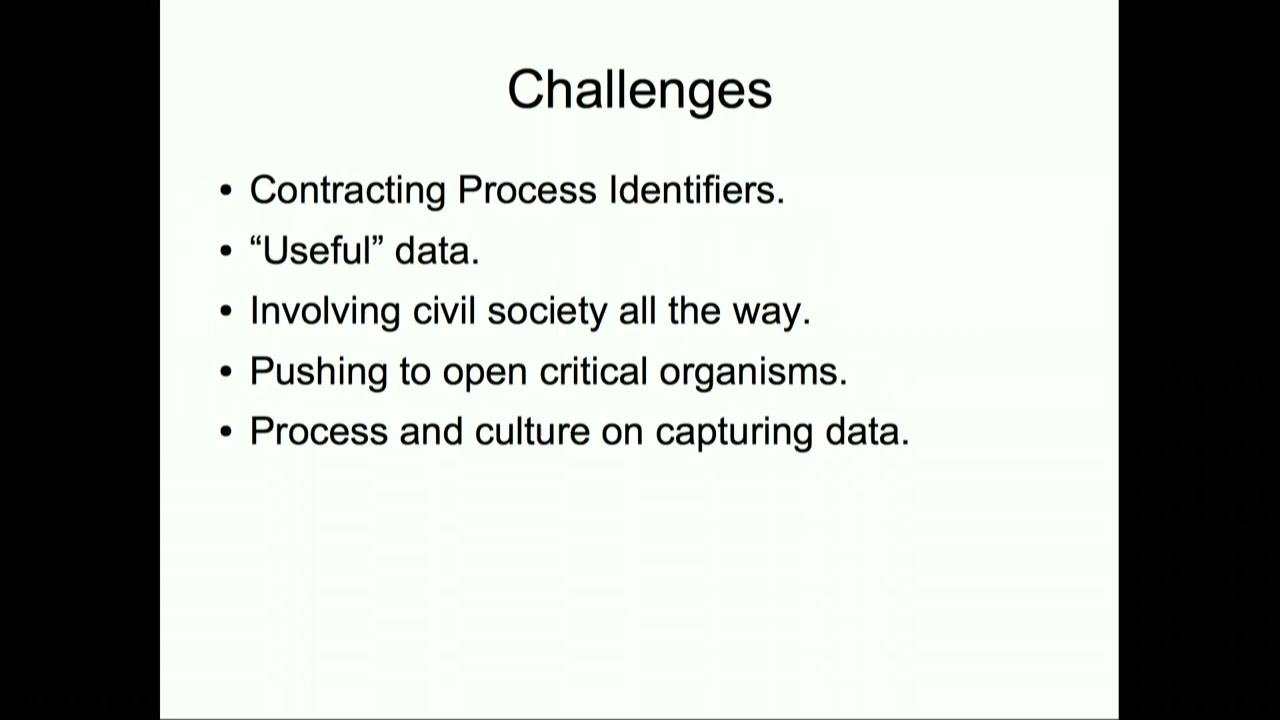 Challenges
• Contracting Process Identifiers.
• “Useful” data.
• Involving civil society all the way.
• Pushing to open critical organisms.
• Process and culture on capturing data.